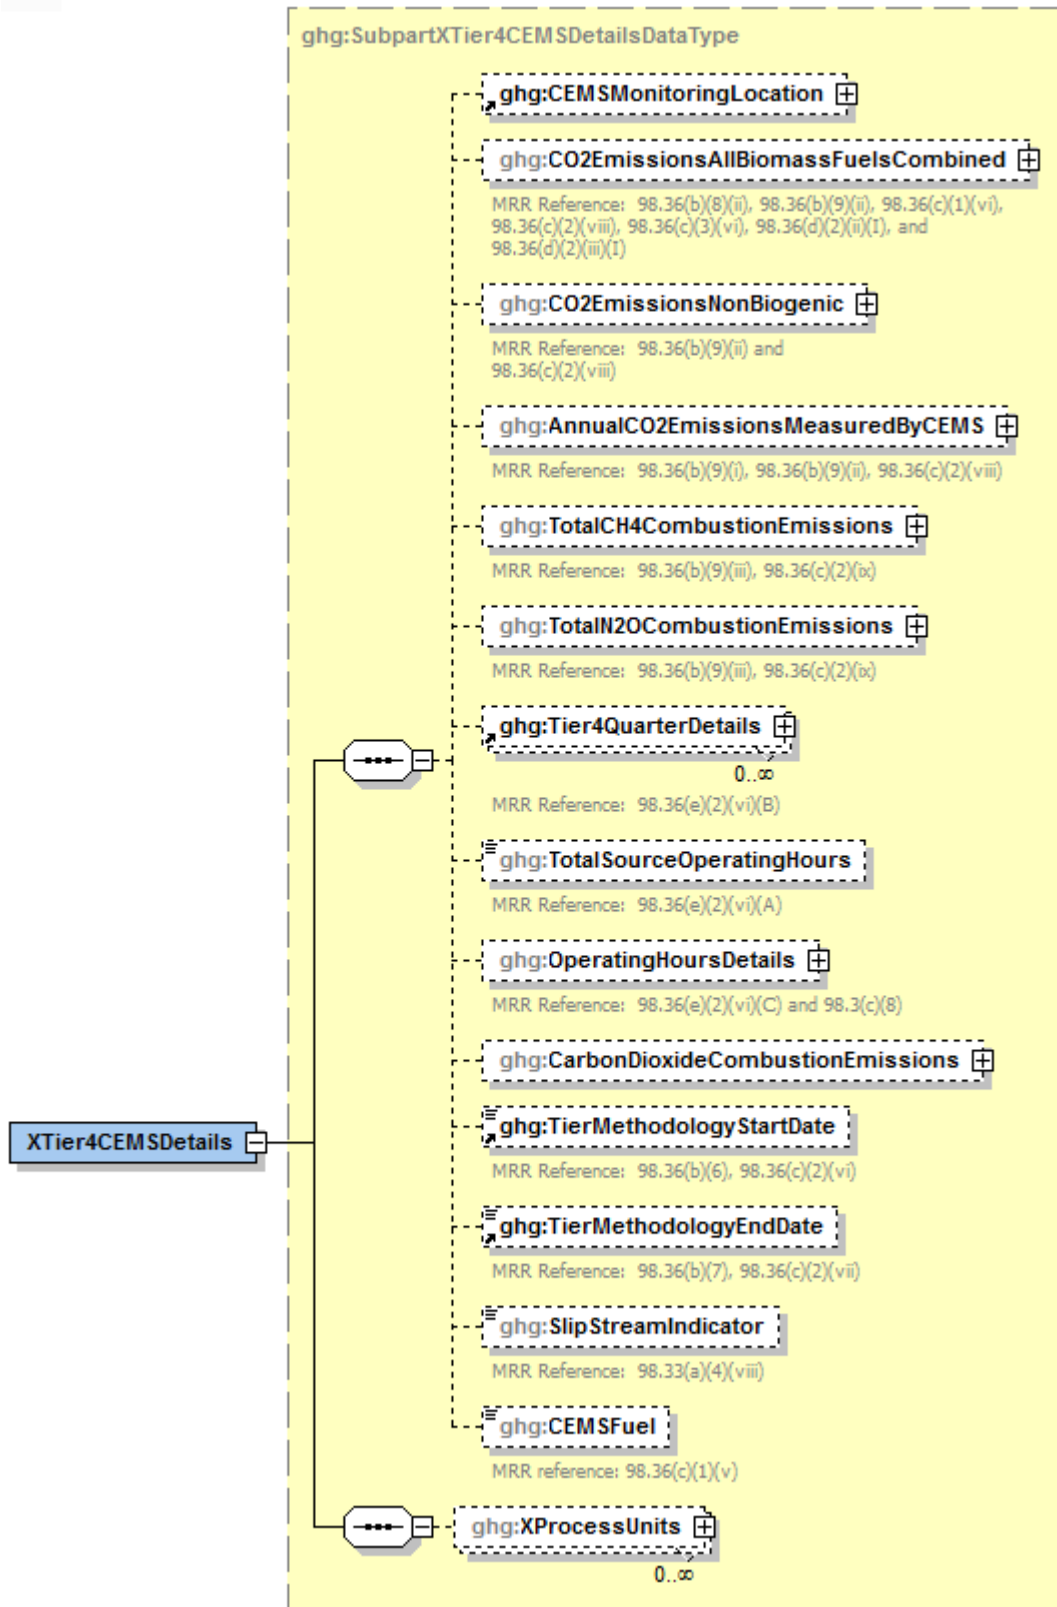 ghg:SubpartXTier4CEMSDetailsDataType
ghg:CEMSMonitoringLocation
ghg:CO2EmissionsAllBiomassFuelsCombined
MRR Reference: 98.36(b)(8)(ii), 98.36(b)(9)(ii), 98.36(c)(1)(vi),
98.36(c)(2)(viii), 98.36(c)(3)(vi), 98.36(d)(2)(ii)(I), and
98.36(d)(2)(iii)(I)
ghg:CO2EmissionsNonBiogenic
MRR Reference: 98.36(b)(9)(ii) and
98.36(c)(2)(viii)
ghg:AnnualCO2EmissionsMeasuredByCEMS
MRR Reference: 98.36(b)(9)(i), 98.36(b)(9)(ii), 98.36(c)(2)(viii)
ghg:TotalCH4CombustionEmissions
MRR Reference: 98.36(b)(9)(iii), 98.36(c)(2)(ix)
ghg:TotalN2OCombustionEmissions
MRR Reference: 98.36(b)(9)(iii), 98.36(c)(2)(ix)
ghg:Tier4QuarterDetails
0..∞
MRR Reference: 98.36(e)(2)(vi)(B)
ghg:TotalSourceOperatingHours
MRR Reference: 98.36(e)(2)(vi)(A)
ghg:OperatingHoursDetails
MRR Reference: 98.36(e)(2)(vi)(C) and 98.3(c)(8)
ghg:CarbonDioxideCombustionEmissions
XTier4CEMSDetails
ghg:TierMethodologyStartDate
MRR Reference: 98.36(b)(6), 98.36(c)(2)(vi)
ghg:TierMethodologyEndDate
MRR Reference: 98.36(b)(7), 98.36(c)(2)(vii)
ghg:SlipStreamIndicator
MRR Reference: 98.33(a)(4)(viii)
ghg:CEMSFuel
MRR reference: 98.36(c)(1)(v)
ghg:XProcessUnits
0..∞